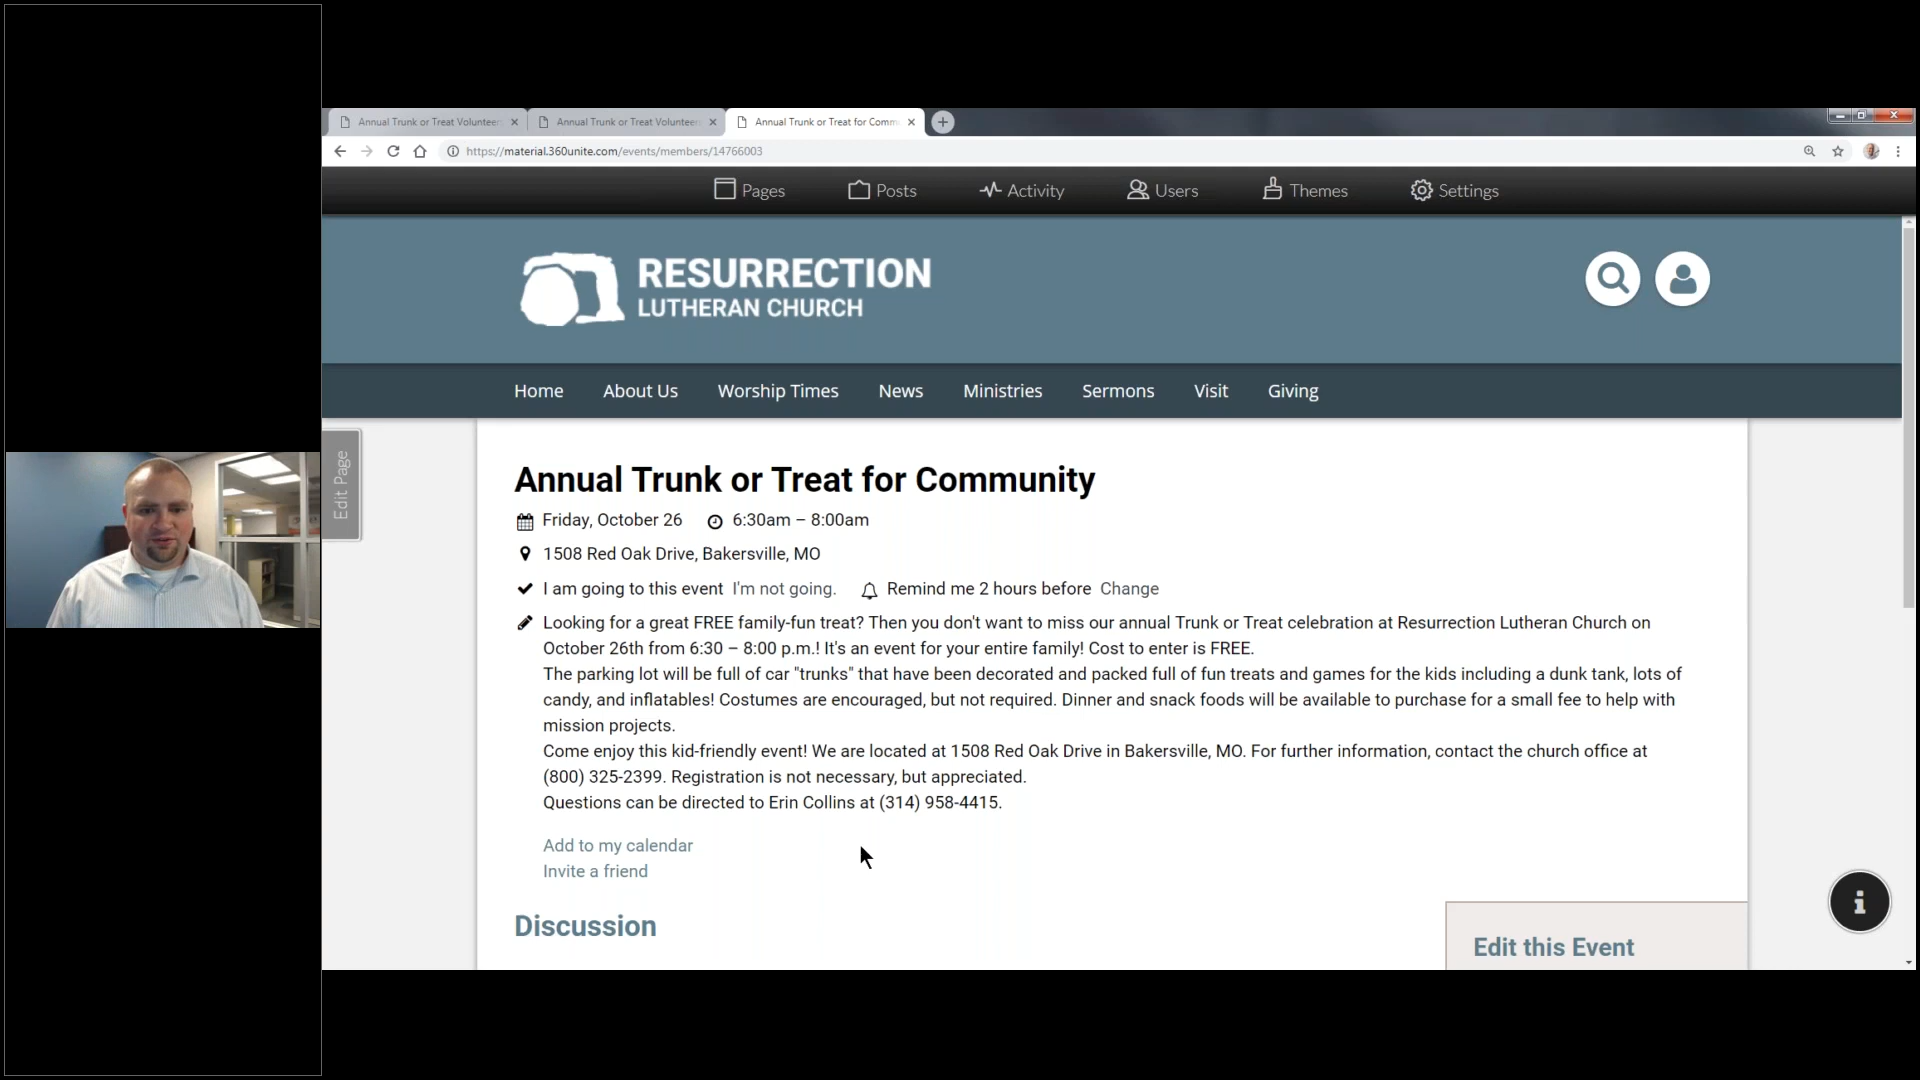 Annual Trunk or Treat Volunteer
Annual Trunk or Treat Volunteer
Annual Trunk or Treat for Comm
https://material.360unite.com/events/members/14766003
Pages
Posts
Activity
Users
Themes
Settings
RESURRECTION
LUTHERAN CHURCH
Home
About Us
Worship Times
News
Ministries
Sermons
Visit
Giving
Edit Page
Annual Trunk or Treat for Community
Friday, October 26 6:30am – 8:00am
1508 Red Oak Drive, Bakersville, MO
I am going to this event I'm not going. Remind me 2 hours before Change
Looking for a great FREE family-fun treat? Then you don't want to miss our annual Trunk or Treat celebration at Resurrection Lutheran Church on
October 26th from 6:30 – 8:00 p.m.! It's an event for your entire family! Cost to enter is FREE.
The parking lot will be full of car "trunks" that have been decorated and packed full of fun treats and games for the kids including a dunk tank, lots of
candy, and inflatables! Costumes are encouraged, but not required. Dinner and snack foods will be available to purchase for a small fee to help with
mission projects.
Come enjoy this kid-friendly event! We are located at 1508 Red Oak Drive in Bakersville, MO. For further information, contact the church office at
(800) 325-2399. Registration is not necessary, but appreciated.
Questions can be directed to Erin Collins at (314) 958-4415.
Add to my calendar
Invite a friend
Discussion
Edit this Event